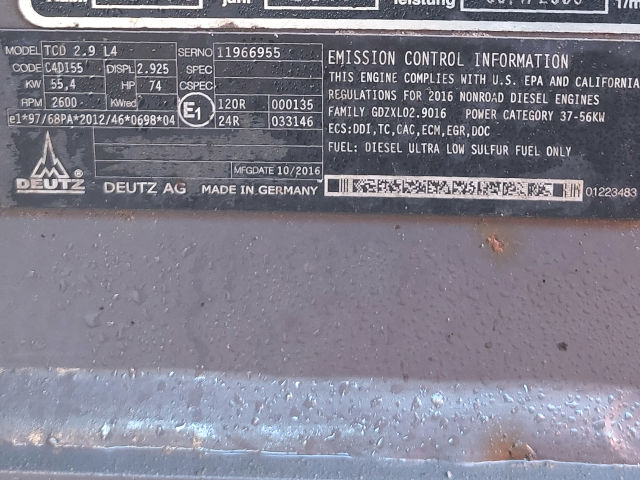 jahr leistung
MODEL TCD 2.9 L4 SERNO 11966955
CODE C4D155 DISPL 2.925 SPEC
KW 55,4 HP 74 CSPEC
RPM 2600 KWred E1 120R 000135
e1*97/68PA*2012/46*0698*04 24R 033146
MFGDATE 10/2016
DEUTZ DEUTZ AG MADE IN GERMANY
EMISSION CONTROL INFORMATION
THIS ENGINE COMPLIES WITH U.S. EPA AND CALIFORNIA
REGULATIONS FOR 2016 NONROAD DIESEL ENGINES
FAMILY GDZXL02.9016 POWER CATEGORY 37-56KW
ECS:DDI,TC,CAC,ECM,EGR,DOC
FUEL: DIESEL ULTRA LOW SULFUR FUEL ONLY
01223483